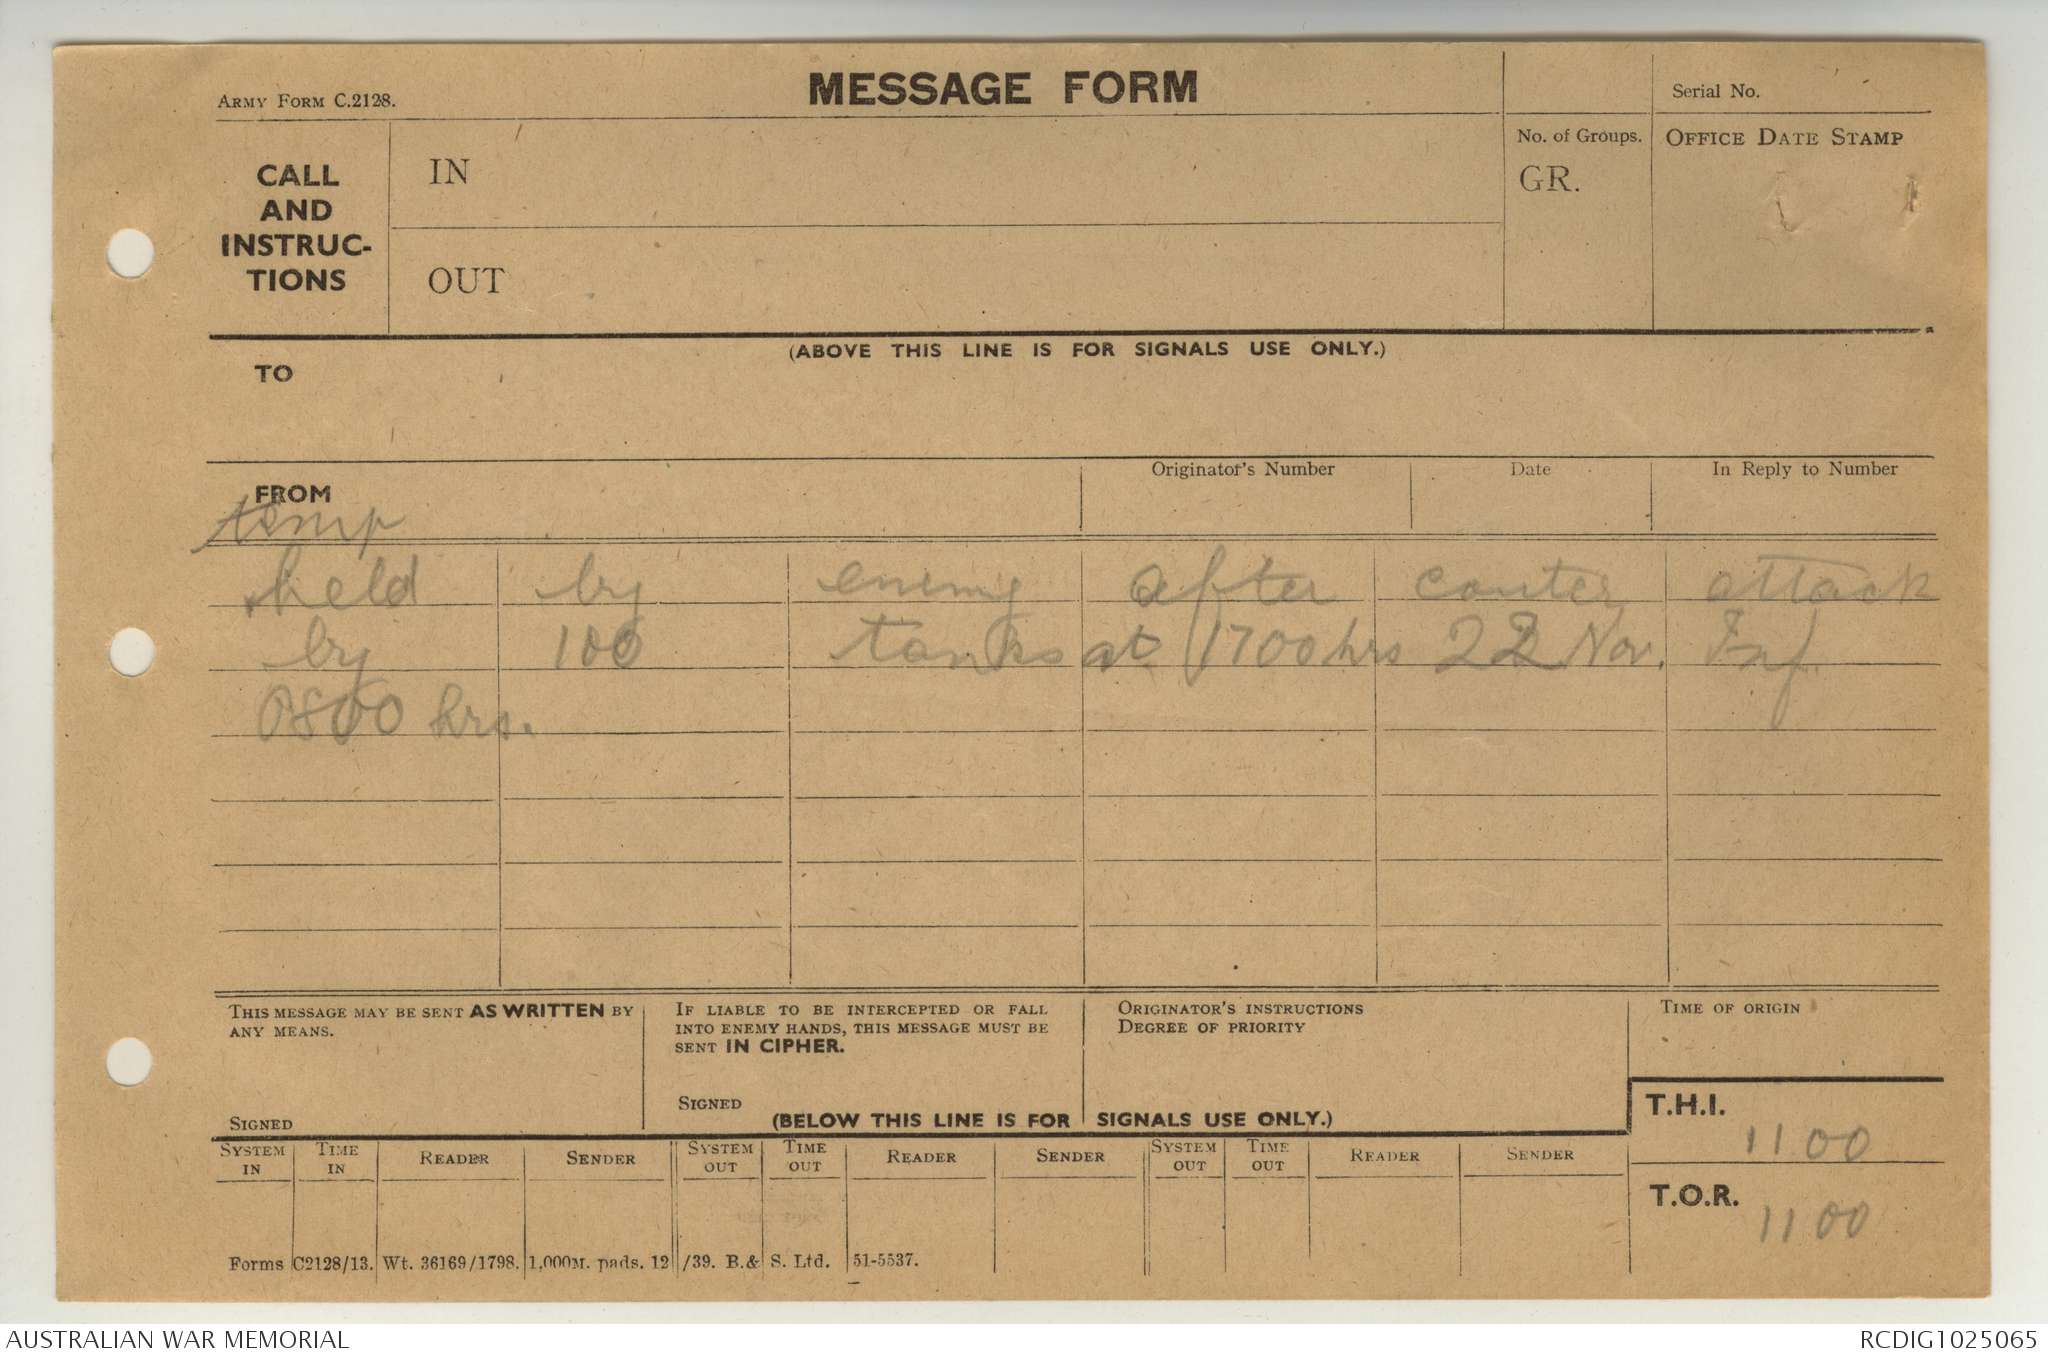 ARMY FORM C.2128.
MESSAGE FORM
Serial No.
CALL AND INSTRUC-TIONS
IN
No. of Groups.
GR.
OFFICE DATE STAMP
OUT
(ABOVE THIS LINE IS FOR SIGNALS USE ONLY.)
TO
FROM
Originator's Number
Date
In Reply to Number
temp
held by enemy after couter attack
by 100 tanks at 1700 hrs 22 Nov. Inf.
0800 hrs.
THIS MESSAGE MAY BE SENT AS WRITTEN BY
ANY MEANS.
SIGNED
IF LIABLE TO BE INTERCEPTED OR FALL
INTO ENEMY HANDS, THIS MESSAGE MUST BE
SENT IN CIPHER.
SIGNED
ORIGINATOR'S INSTRUCTIONS
DEGREE OF PRIORITY
TIME OF ORIGIN
(BELOW THIS LINE IS FOR SIGNALS USE ONLY.)
T.H.I.
1100
SYSTEM IN TIME IN READER SENDER SYSTEM OUT TIME OUT READER SENDER SYSTEM OUT TIME OUT READER SENDER
T.O.R.
1100
Forms C2128/13. Wt. 36169/1798. 1,000M. pads. 12/39. B.& S. Ltd. 51-5537.
AUSTRALIAN WAR MEMORIAL
RCDIG1025065